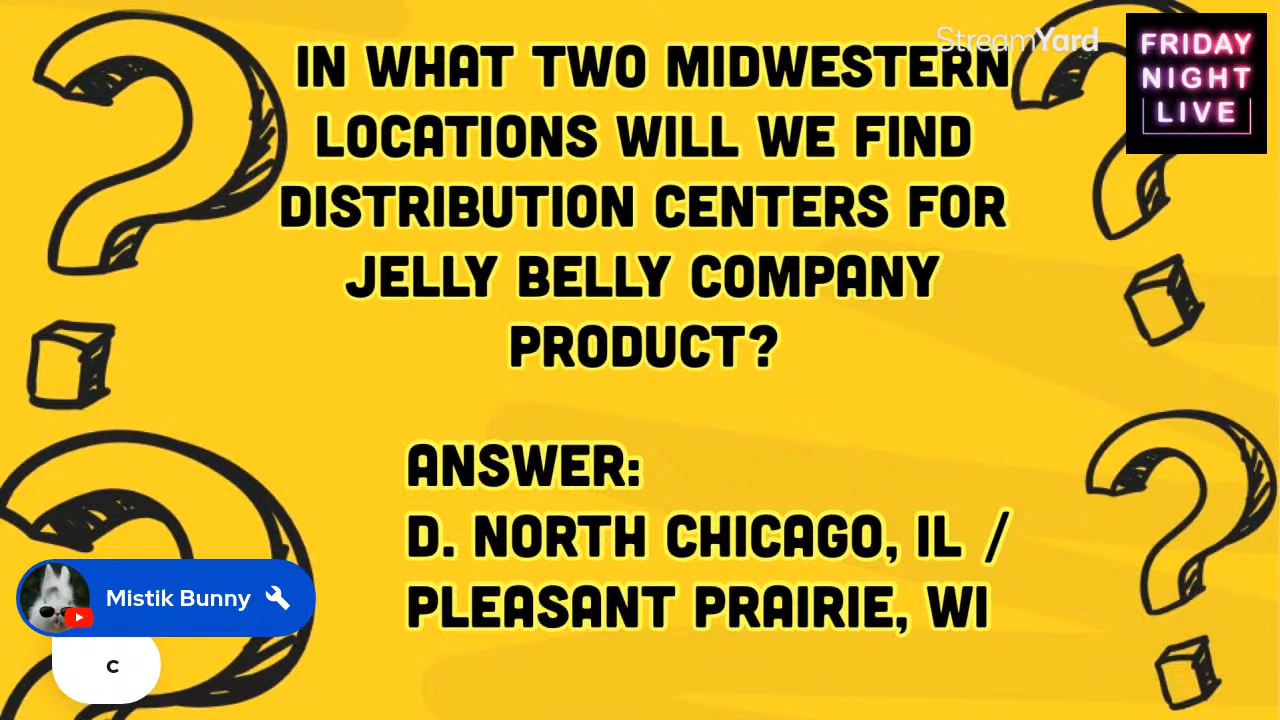 StreamYard
FRIDAY
NIGHT
LIVE
IN WHAT TWO MIDWESTERN
LOCATIONS WILL WE FIND
DISTRIBUTION CENTERS FOR
JELLY BELLY COMPANY
PRODUCT?
ANSWER:
D. NORTH CHICAGO, IL /
PLEASANT PRAIRIE, WI
Mistik Bunny
c